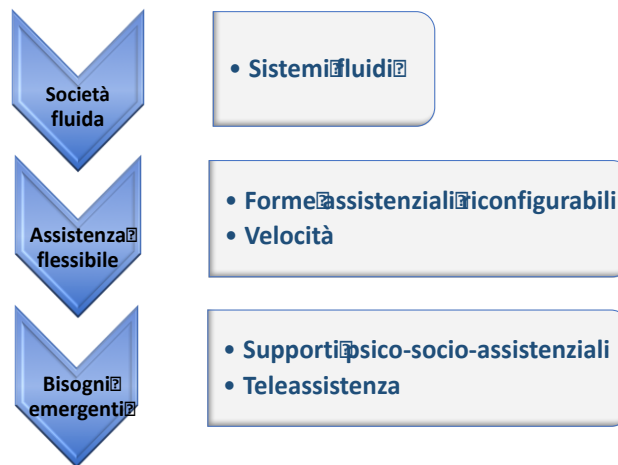 Società
fluida
• Sistemi fluidi
Assistenza
flessibile
• Forme assistenziali riconfigurabili
• Velocità
Bisogni
emergenti
• Supporti psico-socio-assistenziali
• Teleassistenza